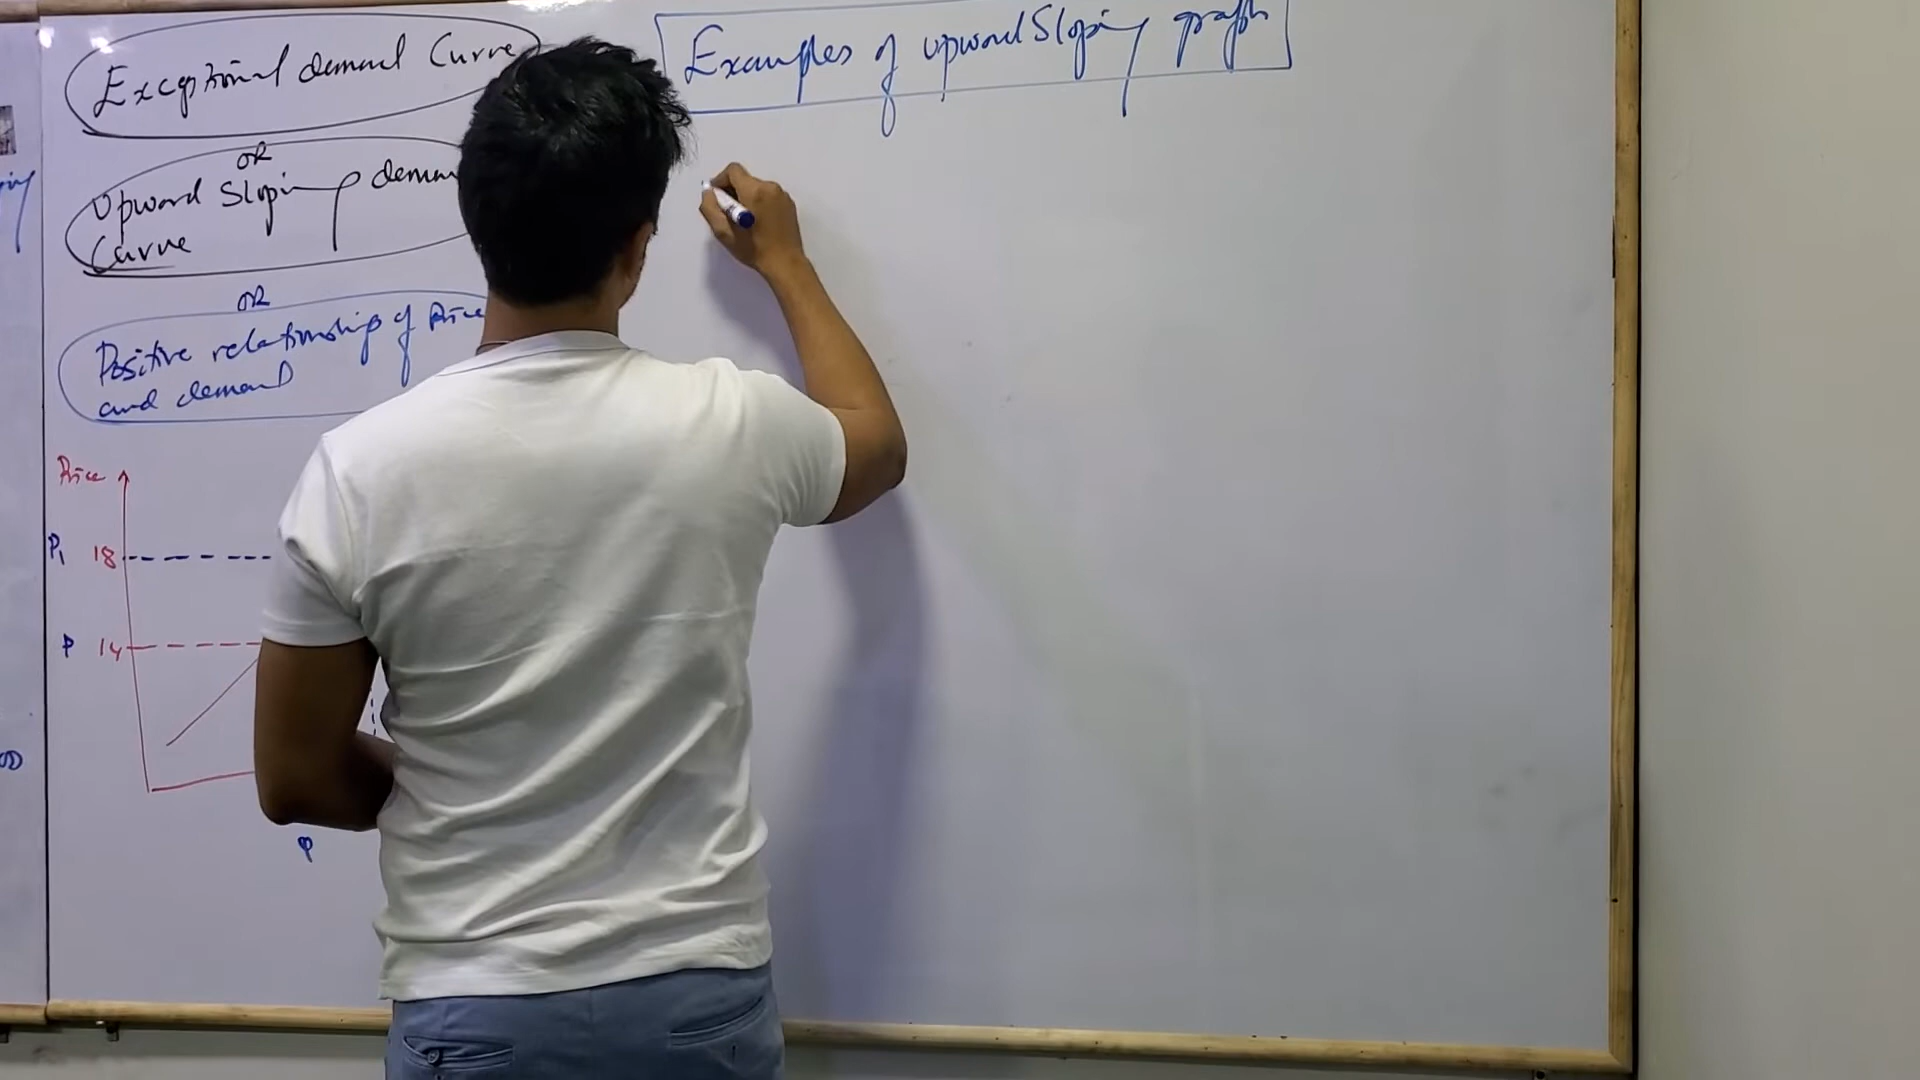 Exceptional demand Curve
OR
Upward Sloping
Curve
OR
Positive relationship of Price
and demand
Price
P1 18
P 14
Examples of upward Sloping graph